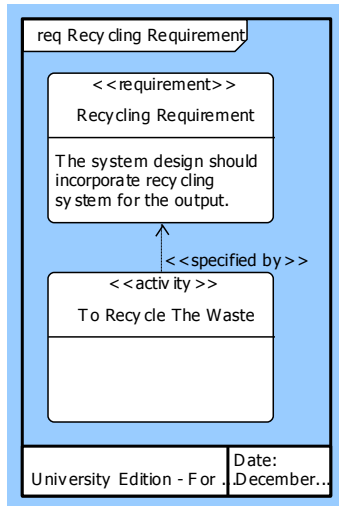 req Recycling Requirement
<<requirement>>
Recycling Requirement
The system design should
incorporate recycling
system for the output.
<<specified by>>
<<activity>>
To Recycle The Waste
University Edition - For ...
Date:
December...